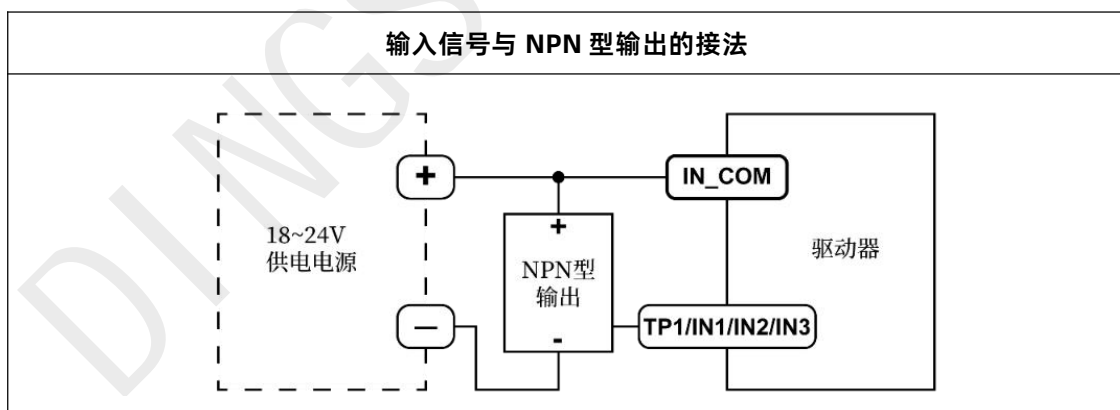 输入信号与 NPN 型输出的接法
+
IN_COM
18~24V
供电电源
+
NPN型
输出
-
驱动器
—
TP1/IN1/IN2/IN3
DINGS